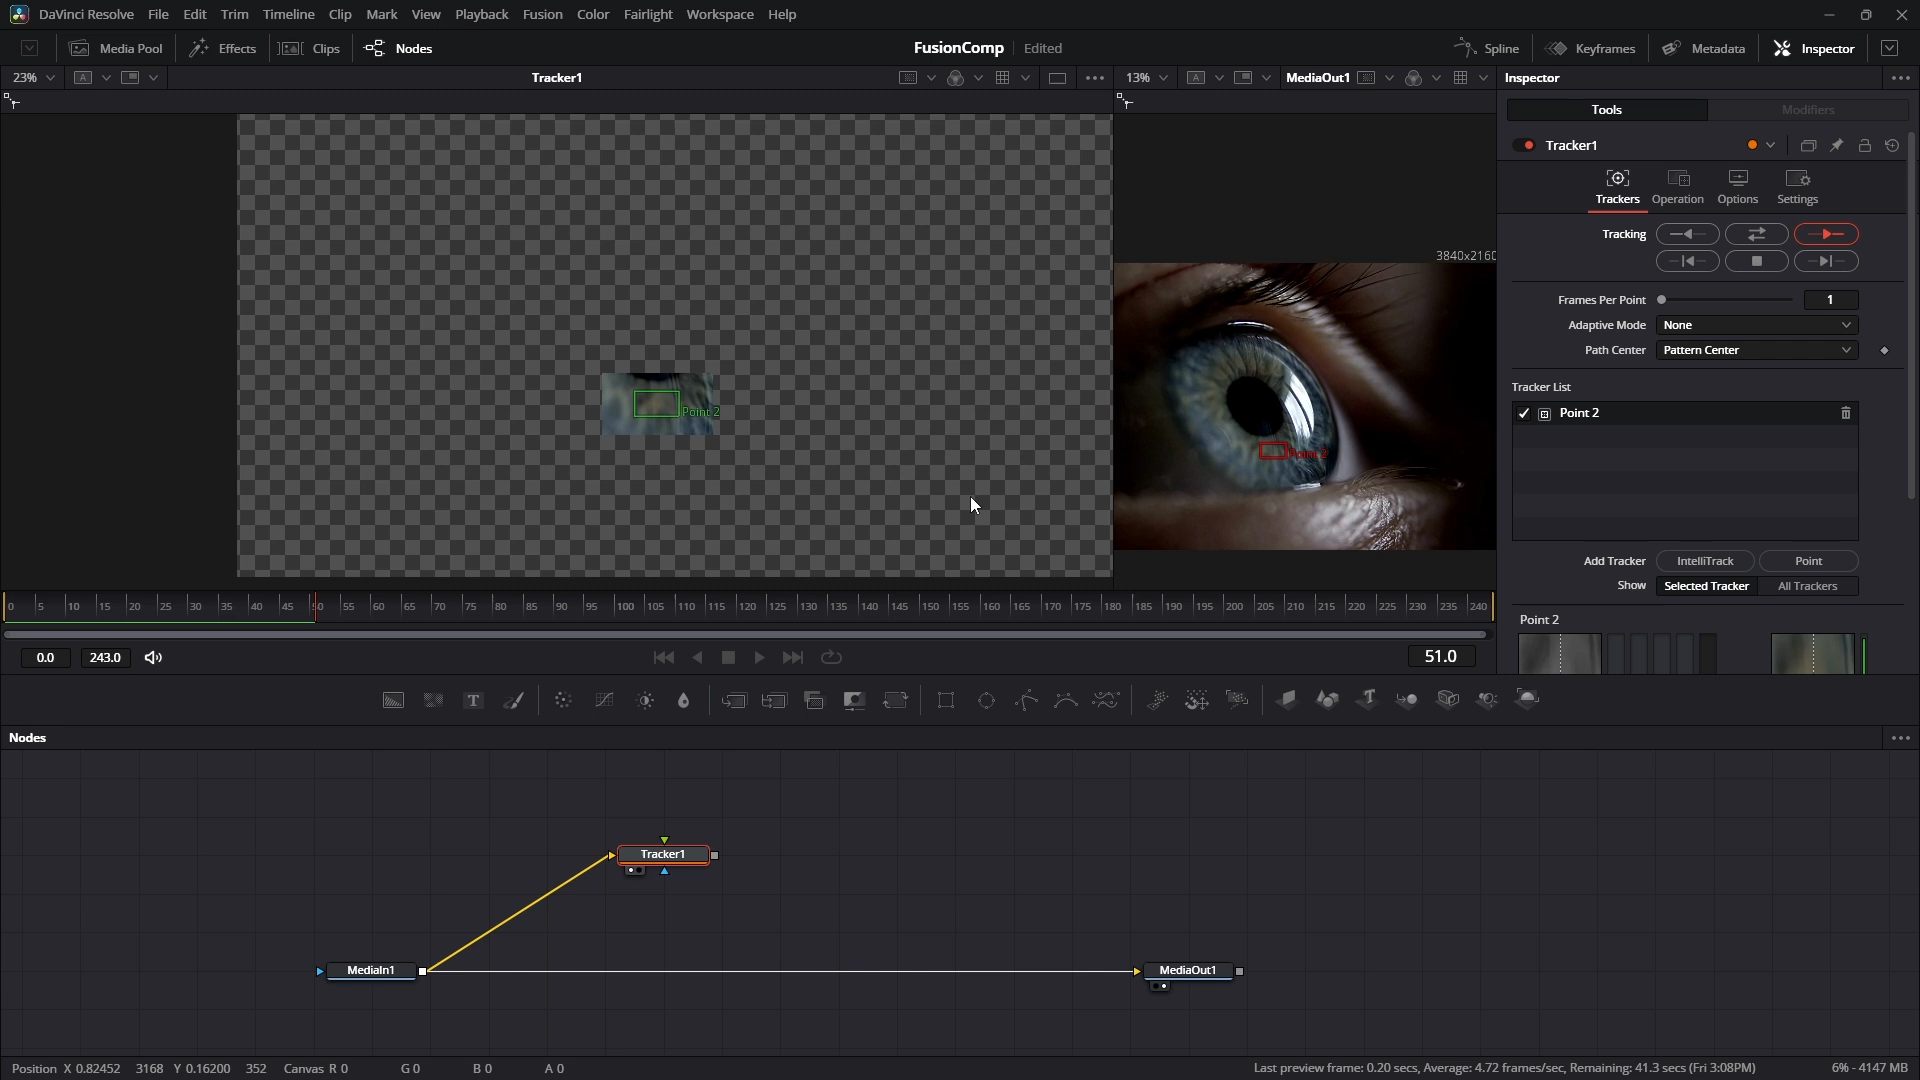 DaVinci Resolve File Edit Trim Timeline Clip Mark View Playback Fusion Color Fairlight Workspace Help
Media Pool Effects Clips Nodes FusionComp Edited Spline Keyframes Metadata Inspector
23% A Tracker1 13% A MediaOut1 Inspector
Tools Modifiers
Tracker1
Trackers Operation Options Settings
Tracking
3840x2160
Frames Per Point 1
Adaptive Mode None
Path Center Pattern Center
Tracker List
Point 2
Point 2
Point 2
Add Tracker IntelliTrack Point
Show Selected Tracker All Trackers
0 5 10 15 20 25 30 35 40 45 50 55 60 65 70 75 80 85 90 95 100 105 110 115 120 125 130 135 140 145 150 155 160 165 170 175 180 185 190 195 200 205 210 215 220 225 230 235 240
Point 2
0.0 243.0 51.0
T
Nodes
Tracker1
MediaIn1 MediaOut1
Position X 0.82452 3168 Y 0.16200 352 Canvas R 0 G 0 B 0 A 0 Last preview frame: 0.20 secs, Average: 4.72 frames/sec, Remaining: 41.3 secs (Fri 3:08PM) 6% - 4147 MB